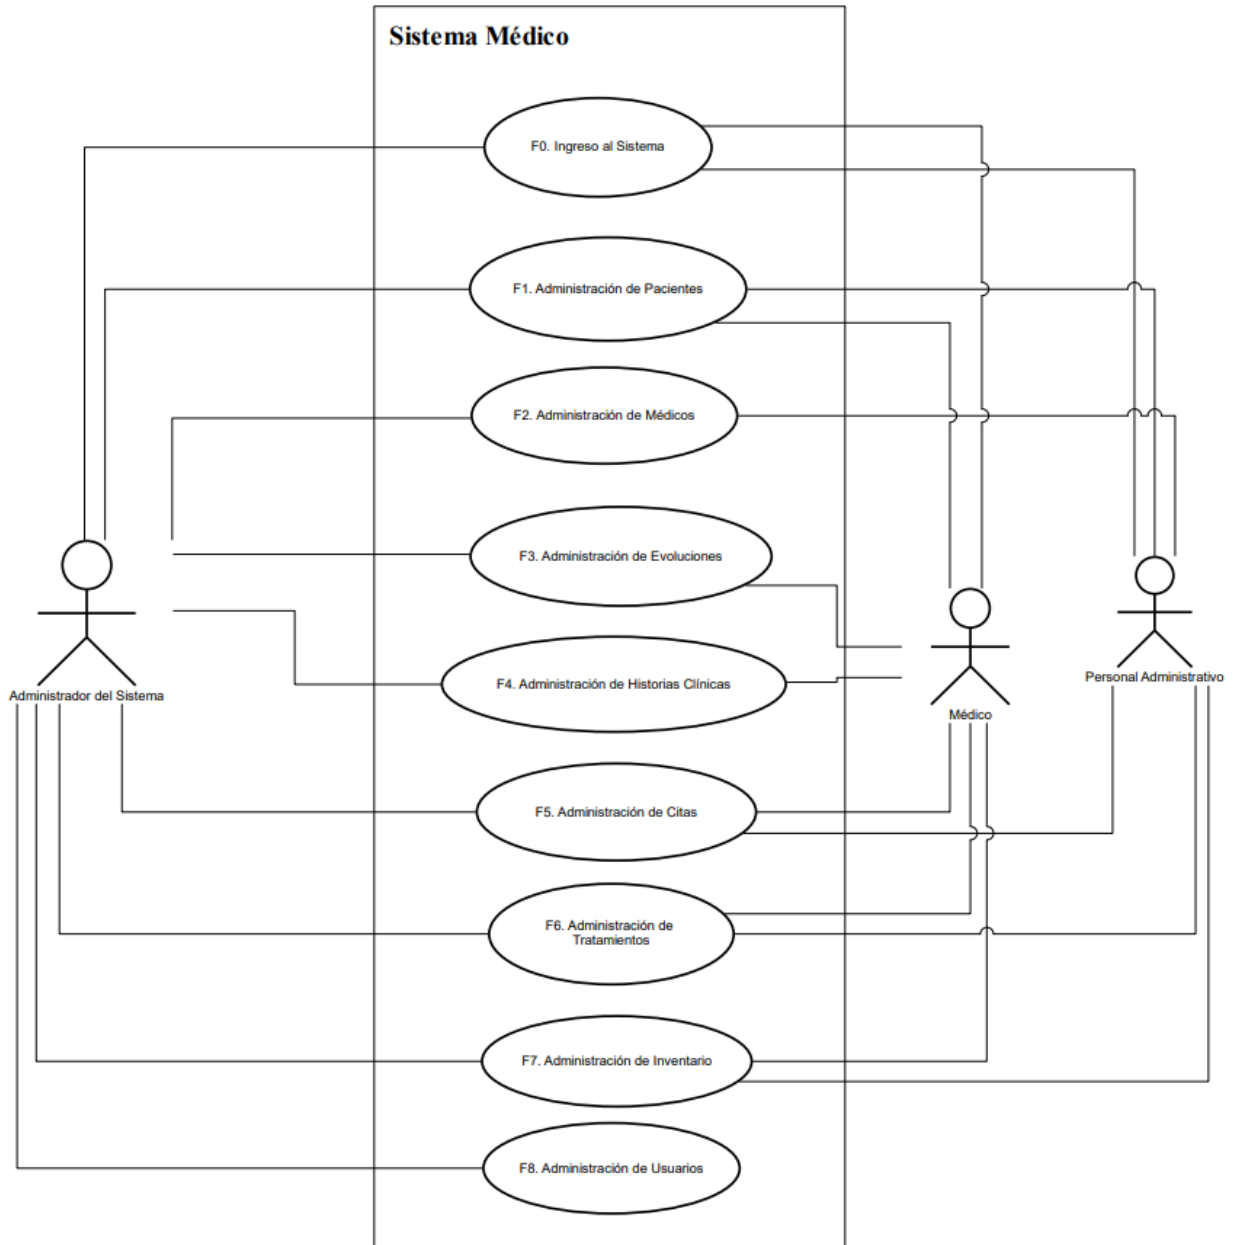 Sistema Médico
F0. Ingreso al Sistema
F1. Administración de Pacientes
F2. Administración de Médicos
F3. Administración de Evoluciones
F4. Administración de Historias Clínicas
Administrador del Sistema
Médico
Personal Administrativo
F5. Administración de Citas
F6. Administración de
Tratamientos
F7. Administración de Inventario
F8. Administración de Usuarios